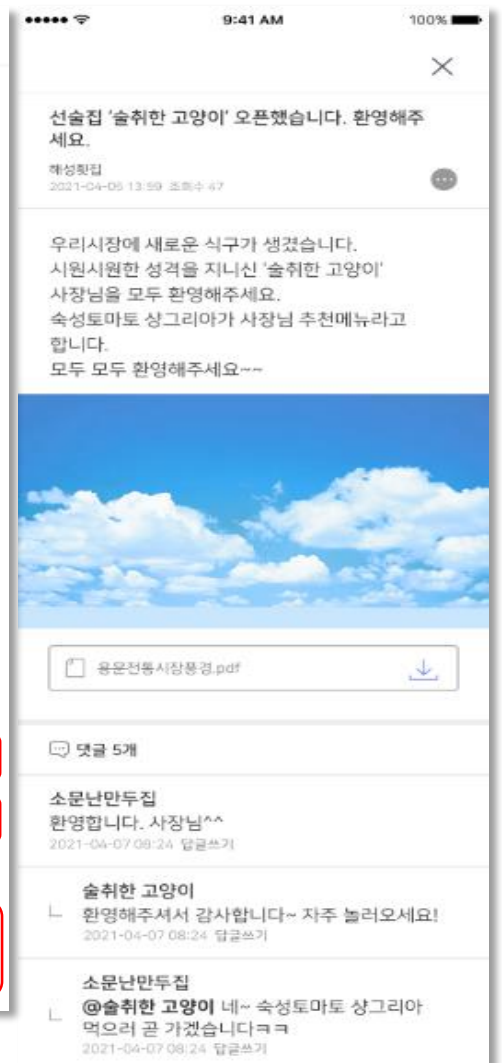 9:41 AM
100%
선술집 ‘술취한 고양이’ 오픈했습니다. 환영해주
세요.
해성횟집
2021-04-05 13:59 조회수 47
우리시장에 새로운 식구가 생겼습니다.
시원시원한 성격을 지니신 ‘술취한 고양이’
사장님을 모두 환영해주세요.
숙성토마토 샹그리아가 사장님 추천메뉴라고
합니다.
모두 모두 환영해주세요~~
용문전통시장풍경.pdf
댓글 5개
소문난만두집
환영합니다. 사장님^^
2021-04-07 08:24 답글쓰기
술취한 고양이
환영해주셔서 감사합니다~ 자주 놀러오세요!
2021-04-07 08:24 답글쓰기
소문난만두집
@술취한 고양이 네~ 숙성토마토 샹그리아
먹으러 곧 가겠습니다ㅋㅋ
2021-04-07 08:24 답글쓰기